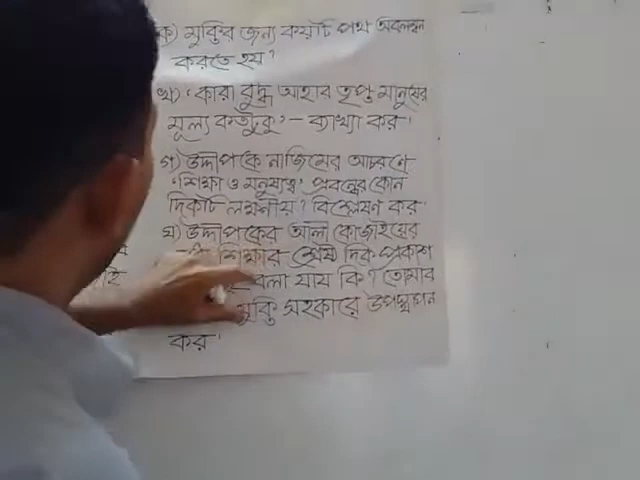 ক) মুক্তির জন্য কয়টি পথ অবলম্বন
করতে হয়?
খ) 'কারা রুদ্ধ আহার তৃপ্ত মানুষের
মূল্য কতটুকু' - ব্যাখ্যা কর।
গ) উদ্দীপকে নাজিমের আচরণে
'শিক্ষা ও মনুষ্যত্ব' প্রবন্ধের কোন
দিকটি লক্ষণীয়? বিশ্লেষণ কর।
ঘ) উদ্দীপকের আলী কোজাইয়ের
শিক্ষার শ্রেষ্ঠ দিক প্রকাশ
বলা যায় কি? তোমার
যুক্তি সহকারে উপস্থাপন
কর।